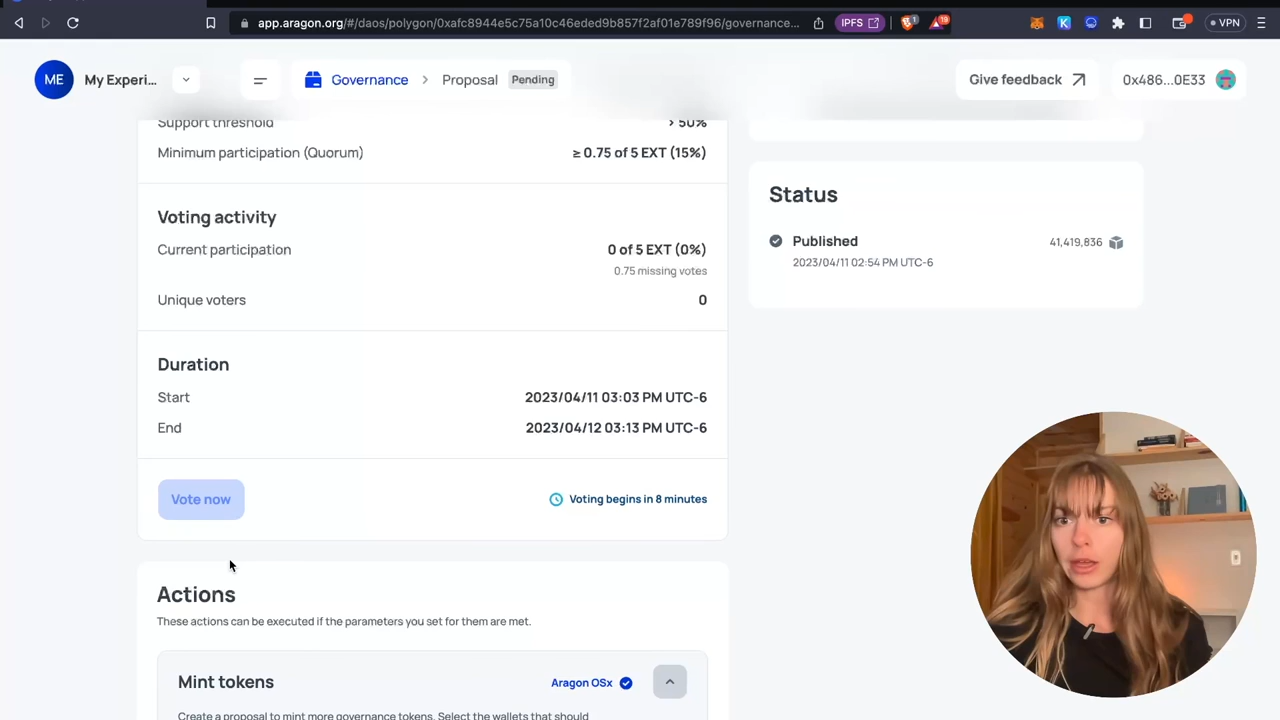 app.aragon.org/#/daos/polygon/0xafc8944e5c75a10c46eded9b857f2af01e789f96/governance...
IPFS
1
19
VPN
ME
My Experi...
Governance > Proposal Pending
Give feedback
0x486...0E33
Support threshold
> 50%
Minimum participation (Quorum)
≥ 0.75 of 5 EXT (15%)
Voting activity
Current participation
0 of 5 EXT (0%)
0.75 missing votes
Unique voters
0
Duration
Start
2023/04/11 03:03 PM UTC-6
End
2023/04/12 03:13 PM UTC-6
Vote now
Voting begins in 8 minutes
Actions
These actions can be executed if the parameters you set for them are met.
Mint tokens
Aragon OSx
Create a proposal to mint more governance tokens. Select the wallets that should
Status
Published
41,419,836
2023/04/11 02:54 PM UTC-6